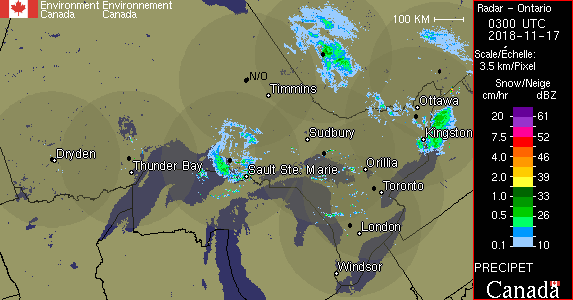 Environment Environnement
Canada Canada
100 KM
N/O
Timmins
Ottawa
Kingston
Sudbury
Dryden
Thunder Bay
Sault Ste. Marie
Orillia
Toronto
London
Windsor
Radar - Ontario
0300 UTC
2018-11-17
Scale/Échelle:
3.5 km/Pixel
Snow/Neige
cm/hr dBZ
20 61
7.5 52
4.0 46
2.0 39
1.0 33
0.5 26
0.1 10
PRECIPET
Canada